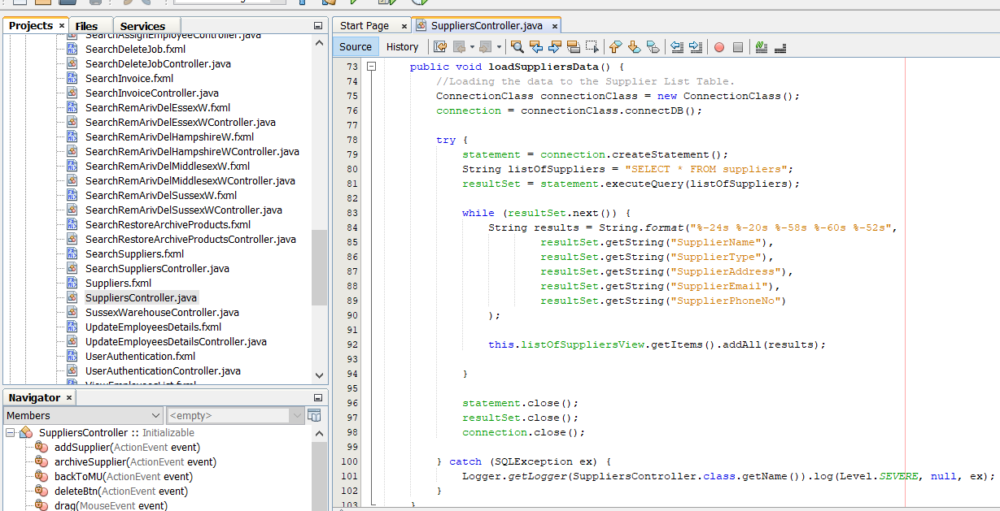 Projects × Files Services
SearchAssignEmployeeController.java
SearchDeleteJob.fxml
SearchDeleteJobController.java
SearchInvoice.fxml
SearchInvoiceController.java
SearchRemArivDelEssexW.fxml
SearchRemArivDelEssexWController.java
SearchRemArivDelHampshireW.fxml
SearchRemArivDelHampshireWController.java
SearchRemArivDelMiddlesexW.fxml
SearchRemArivDelMiddlesexWController.java
SearchRemArivDelSussexW.fxml
SearchRemArivDelSussexWController.java
SearchRestoreArchiveProducts.fxml
SearchRestoreArchiveProductsController.java
SearchSuppliers.fxml
SearchSuppliersController.java
Suppliers.fxml
SuppliersController.java
SussexWarehouseController.java
UpdateEmployeesDetails.fxml
UpdateEmployeesDetailsController.java
UserAuthentication.fxml
UserAuthenticationController.java
ViewEmployeesList.fxml
Navigator ×
Members <empty>
SuppliersController :: Initializable
addSupplier(ActionEvent event)
archiveSupplier(ActionEvent event)
backToMU(ActionEvent event)
deleteBtn(ActionEvent event)
drag(MouseEvent event)
Start Page × SuppliersController.java ×
Source History
73 public void loadSuppliersData() {
74 //Loading the data to the Supplier List Table.
75 ConnectionClass connectionClass = new ConnectionClass();
76 connection = connectionClass.connectDB();
77
78 try {
79 statement = connection.createStatement();
80 String listOfSuppliers = "SELECT * FROM suppliers";
81 resultSet = statement.executeQuery(listOfSuppliers);
82
83 while (resultSet.next()) {
84 String results = String.format("%-24s %-20s %-58s %-60s %-52s",
85 resultSet.getString("SupplierName"),
86 resultSet.getString("SupplierType"),
87 resultSet.getString("SupplierAddress"),
88 resultSet.getString("SupplierEmail"),
89 resultSet.getString("SupplierPhoneNo")
90 );
91
92 this.listOfSuppliersView.getItems().addAll(results);
93
94 }
95
96 statement.close();
97 resultSet.close();
98 connection.close();
99
100 } catch (SQLException ex) {
101 Logger.getLogger(SuppliersController.class.getName()).log(Level.SEVERE, null, ex);
102 }
103 }